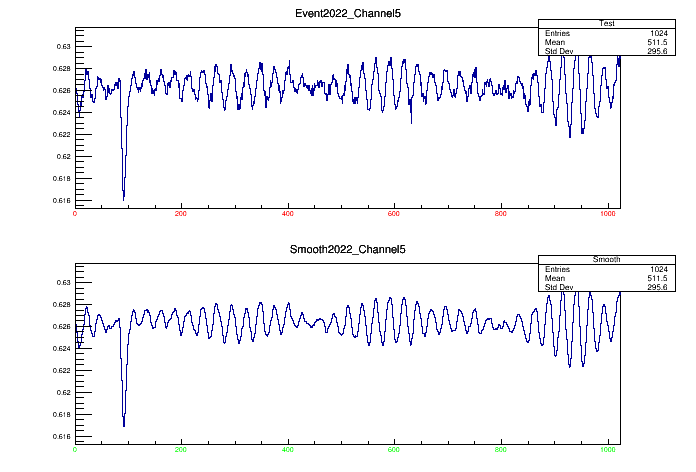 Event2022_Channel5
Test
Entries 1024
Mean 511.5
Std Dev 295.6
0.63
0.628
0.626
0.624
0.622
0.62
0.618
0.616
0 200 400 600 800 1000
Smooth2022_Channel5
Smooth
Entries 1024
Mean 511.5
Std Dev 295.6
0.63
0.628
0.626
0.624
0.622
0.62
0.618
0.616
0 200 400 600 800 1000